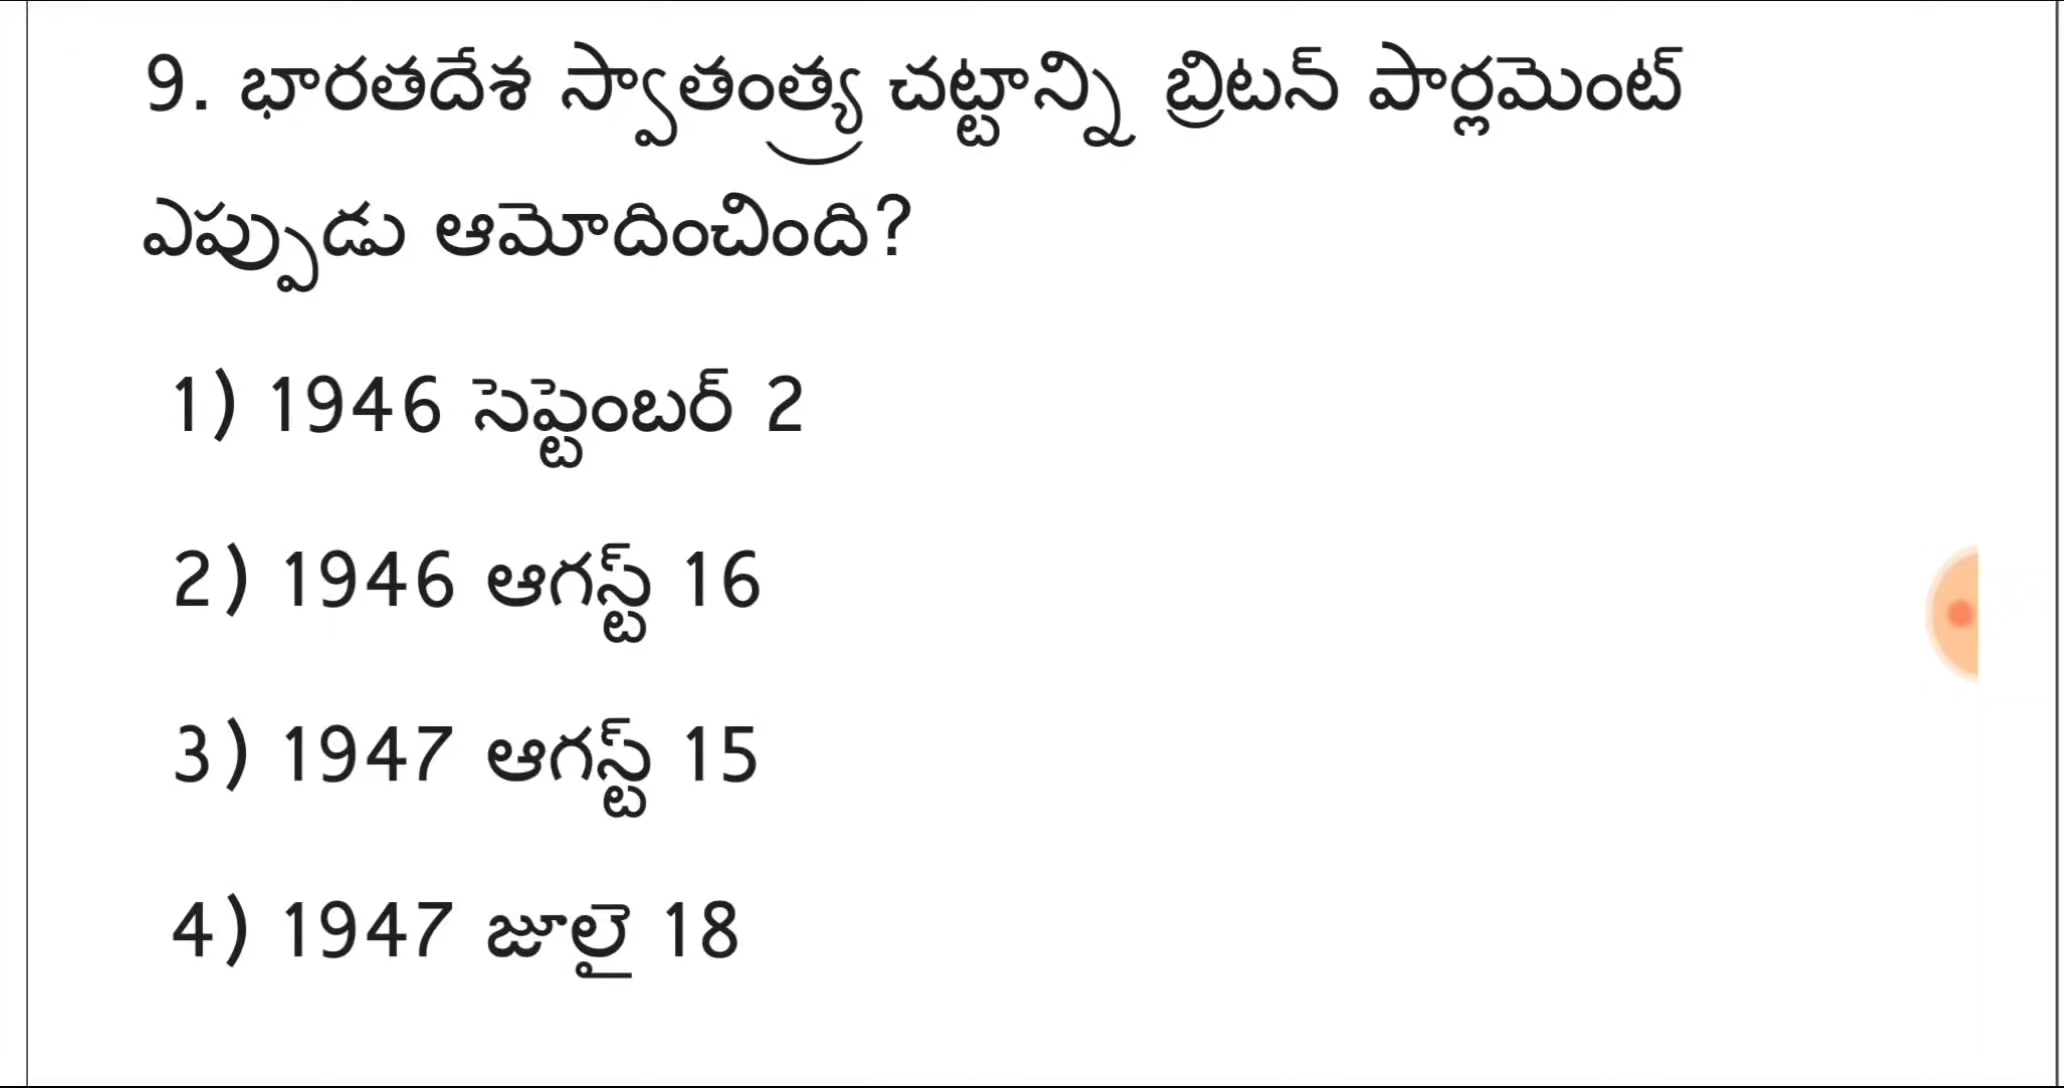 9. భారతదేశ స్వాతంత్ర్య చట్టాన్ని బ్రిటన్ పార్లమెంట్
ఎప్పుడు ఆమోదించింది?
1) 1946 సెప్టెంబర్ 2
2) 1946 ఆగస్ట్ 16
3) 1947 ఆగస్ట్ 15
4) 1947 జూలై 18